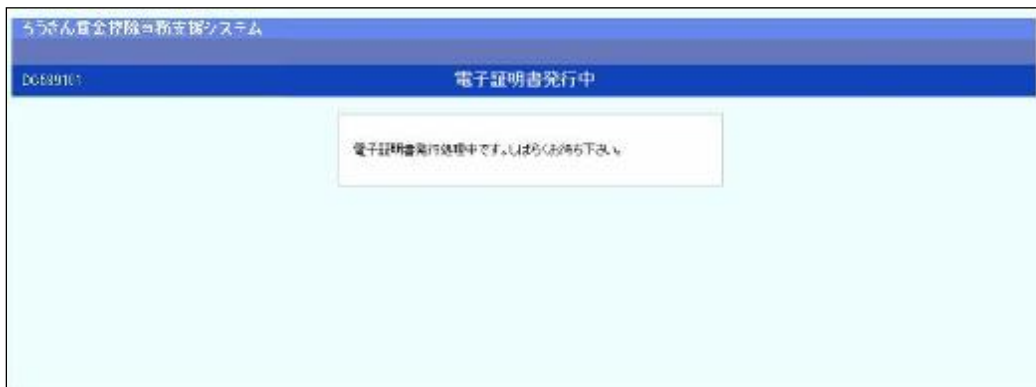 ろうきん賃金控除事務支援システム
電子証明書発行中
電子証明書発行処理中です。しばらくお待ち下さい。